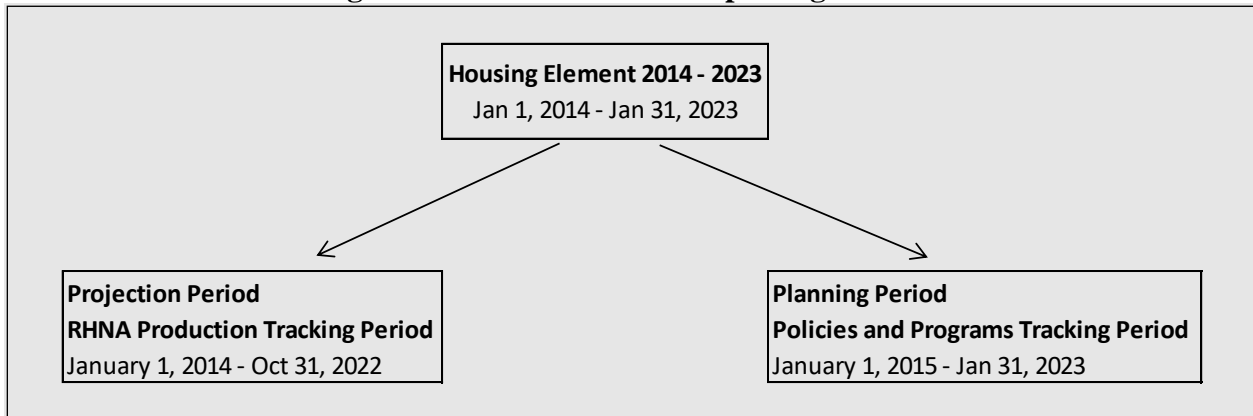 Housing Element 2014 - 2023
Jan 1, 2014 - Jan 31, 2023
Projection Period
RHNA Production Tracking Period
January 1, 2014 - Oct 31, 2022
Planning Period
Policies and Programs Tracking Period
January 1, 2015 - Jan 31, 2023